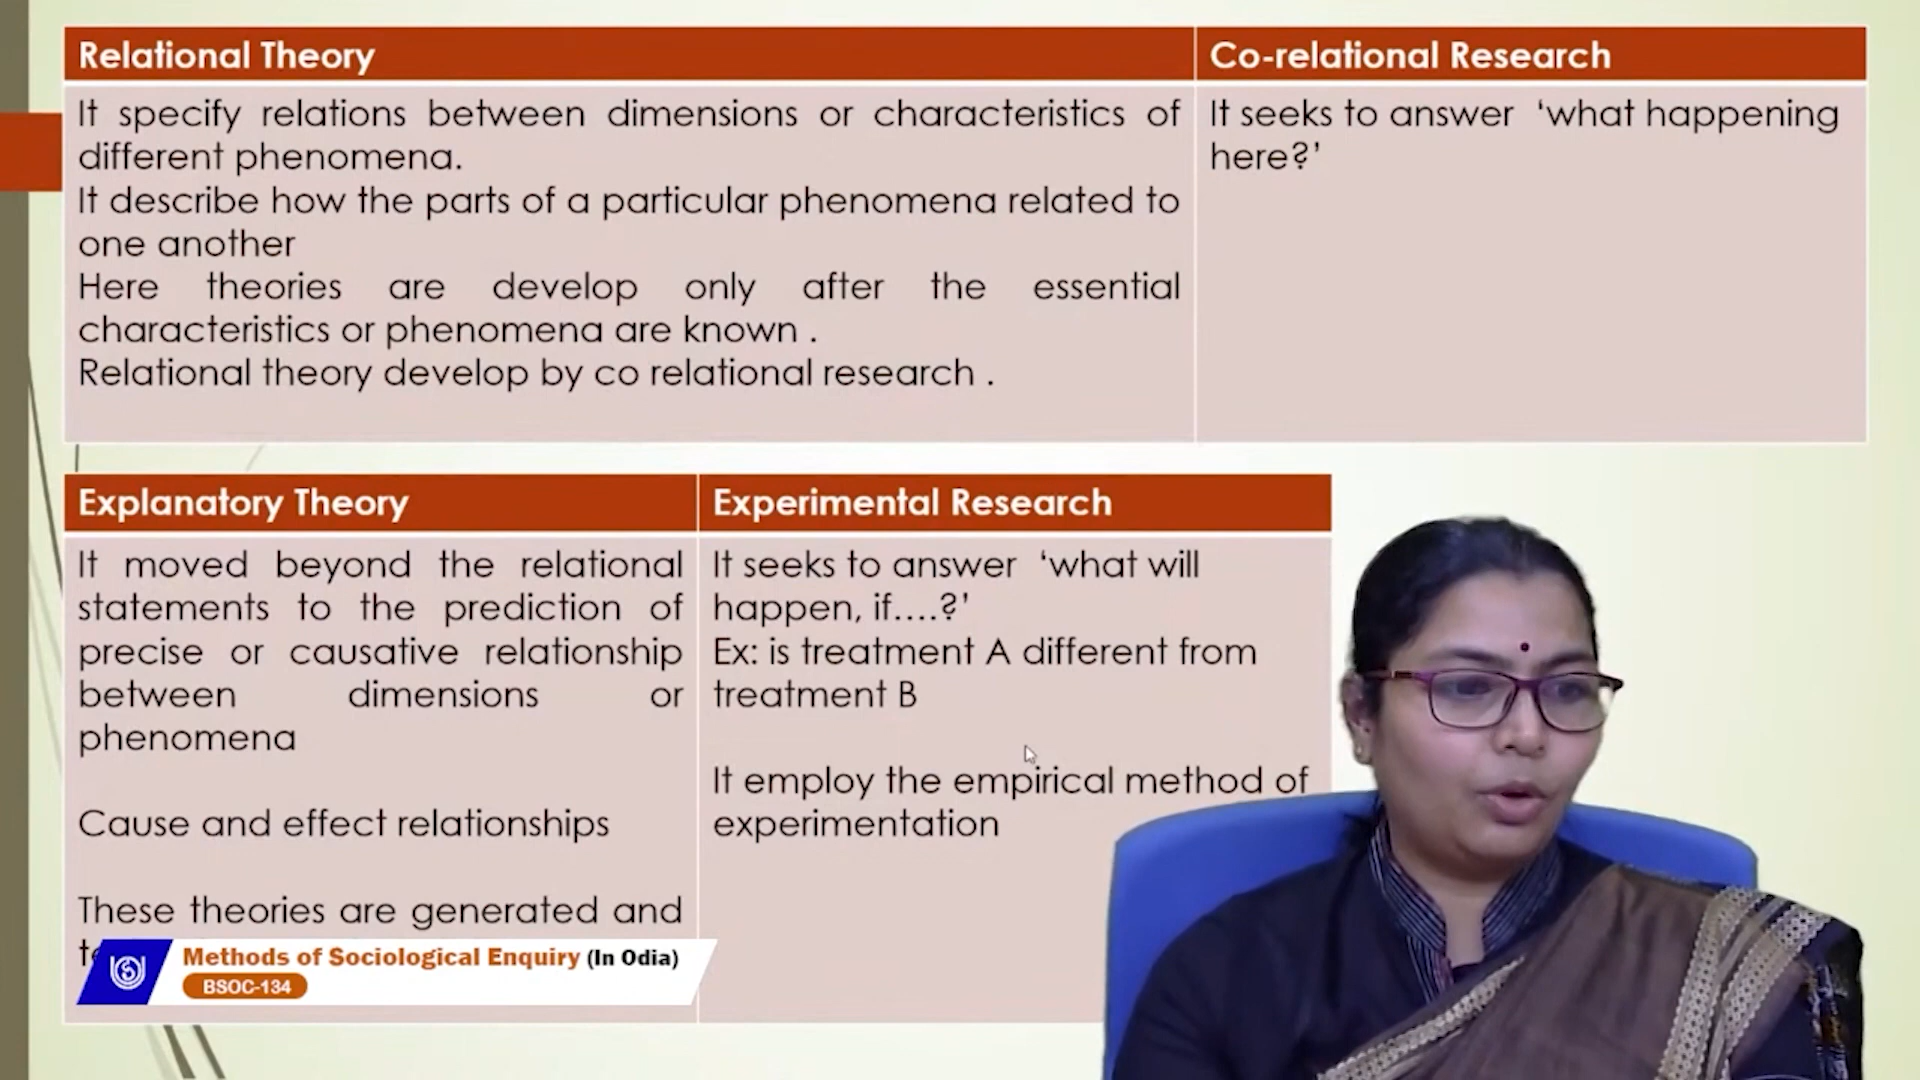 Relational Theory
Co-relational Research
It specify relations between dimensions or characteristics of
different phenomena.
It describe how the parts of a particular phenomena related to
one another
Here theories are develop only after the essential
characteristics or phenomena are known .
Relational theory develop by co relational research .
It seeks to answer ‘what happening
here?’
Explanatory Theory
Experimental Research
It moved beyond the relational
statements to the prediction of
precise or causative relationship
between dimensions or
phenomena
Cause and effect relationships
These theories are generated and
It seeks to answer ‘what will
happen, if....?’
Ex: is treatment A different from
treatment B
It employ the empirical method of
experimentation
Methods of Sociological Enquiry (In Odia)
BSOC-134